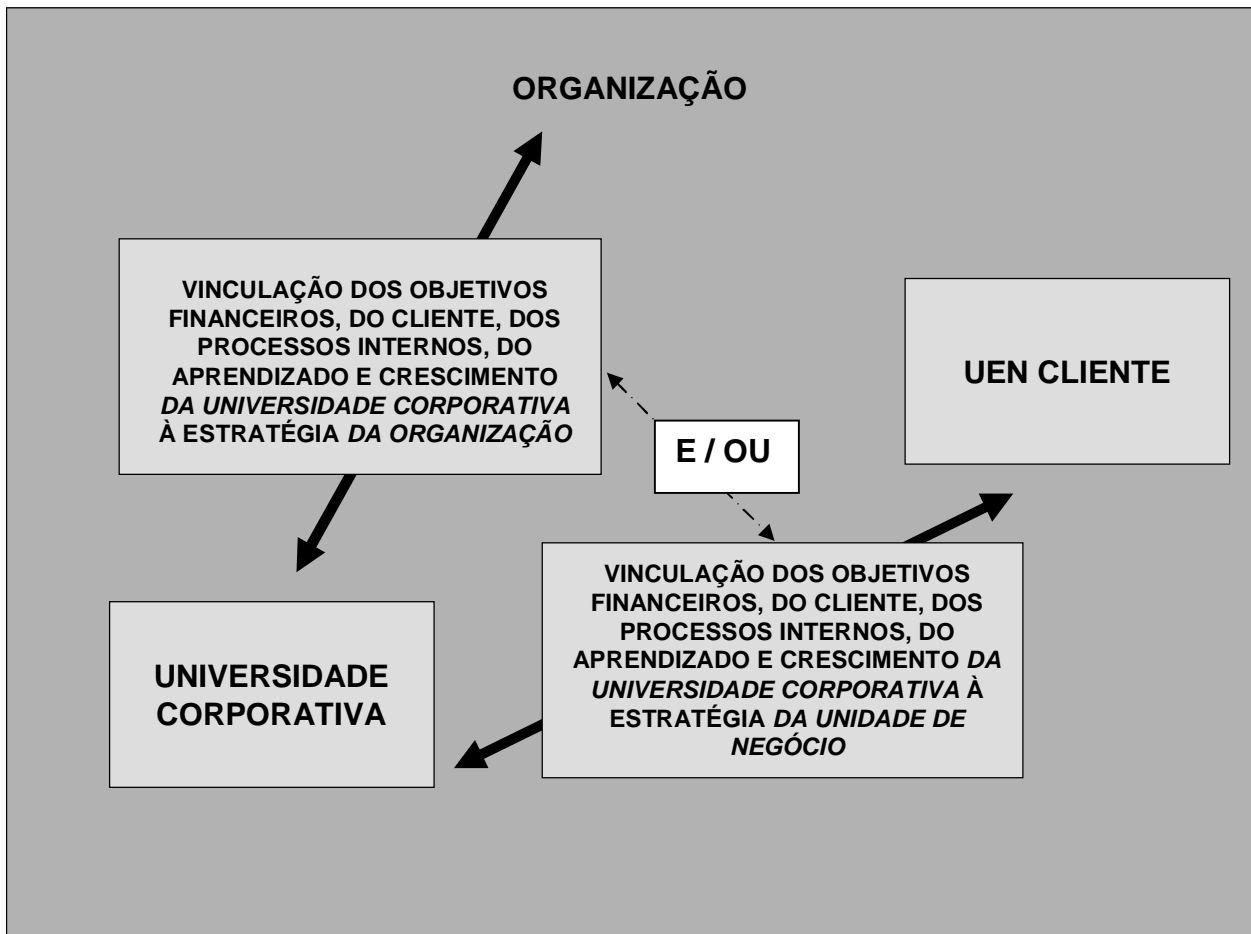 ORGANIZAÇÃO
VINCULAÇÃO DOS OBJETIVOS
FINANCEIROS, DO CLIENTE, DOS
PROCESSOS INTERNOS, DO
APRENDIZADO E CRESCIMENTO
DA UNIVERSIDADE CORPORATIVA
À ESTRATÉGIA DA ORGANIZAÇÃO
UEN CLIENTE
E / OU
UNIVERSIDADE
CORPORATIVA
VINCULAÇÃO DOS OBJETIVOS
FINANCEIROS, DO CLIENTE, DOS
PROCESSOS INTERNOS, DO
APRENDIZADO E CRESCIMENTO DA
UNIVERSIDADE CORPORATIVA À
ESTRATÉGIA DA UNIDADE DE
NEGÓCIO